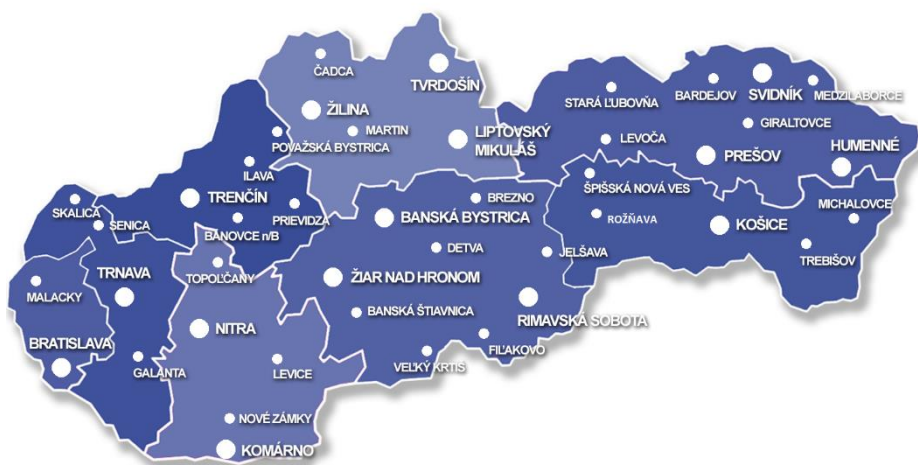 ČADCA
TVRDOŠÍN
ŽILINA
MARTIN
LIPTOVSKÝ
MIKULÁŠ
POVAŽSKÁ BYSTRICA
ILAVA
TRENČÍN
PRIEVIDZA
BÁNOVCE n/B
SKALICA
SENICA
STARÁ ĽUBOVŇA
BARDEJOV
SVIDNÍK
MEDZILABORCE
GIRALTOVCE
LEVOČA
PREŠOV
HUMENNÉ
ŠPIŠSKÁ NOVÁ VES
ROŽŇAVA
KOŠICE
MICHALOVCE
TREBIŠOV
BREZNO
BANSKÁ BYSTRICA
DETVA
JELŠAVA
ŽIAR NAD HRONOM
BANSKÁ ŠTIAVNICA
RIMAVSKÁ SOBOTA
FIĽAKOVO
VEĽKÝ KRTÍŠ
TOPOĽČANY
TRNAVA
MALACKY
BRATISLAVA
GALANTA
NITRA
LEVICE
NOVÉ ZÁMKY
KOMÁRNO